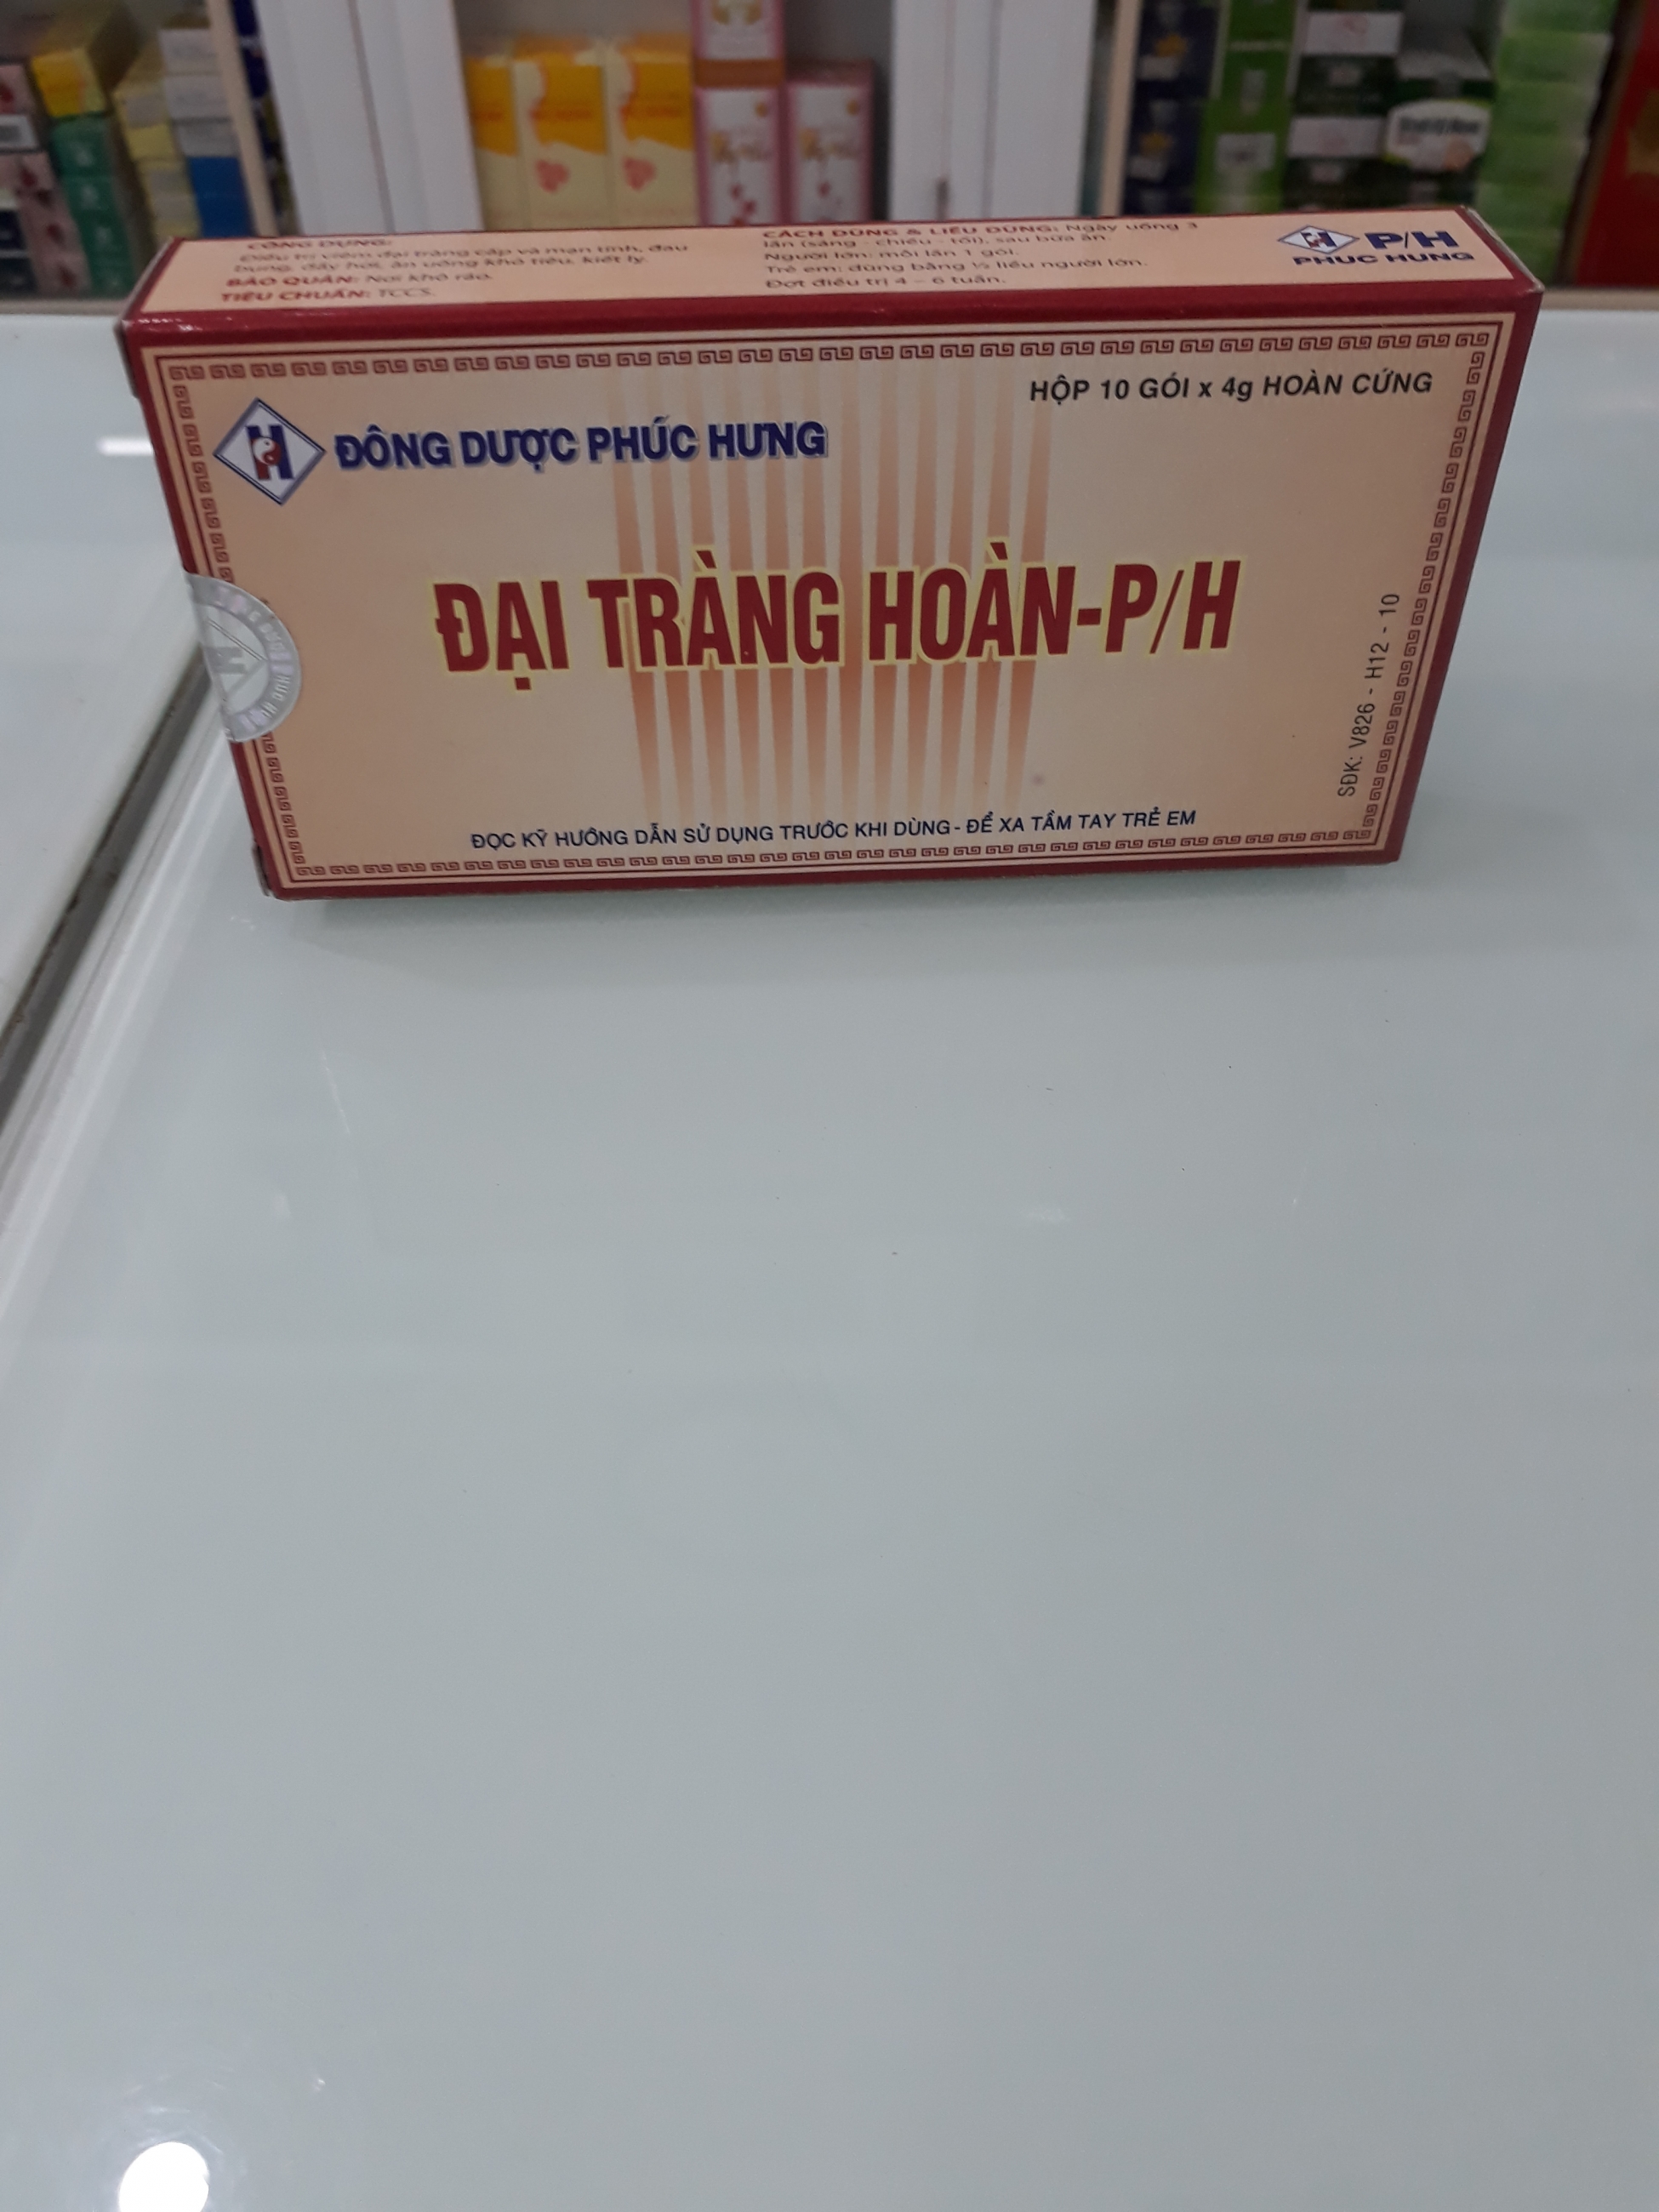 CÔNG DỤNG:
Điều trị viêm đại tràng cấp và mạn tính, đau
bụng, đầy hơi, ăn uống khó tiêu, kiết lỵ.
BẢO QUẢN: Nơi khô ráo.
TIÊU CHUẨN: TCCS.
CÁCH DÙNG & LIỀU DÙNG: Ngày uống 3
lần (sáng - chiều - tối), sau bữa ăn.
Người lớn: mỗi lần 1 gói.
Trẻ em: dùng bằng ½ liều người lớn.
Đợt điều trị 4 - 6 tuần.
P/H
PHUC HUNG
HỘP 10 GÓI x 4g HOÀN CỨNG
ĐÔNG DƯỢC PHÚC HƯNG
ĐẠI TRÀNG HOÀN-P/H
SĐK: V826 - H12 - 10
ĐỌC KỸ HƯỚNG DẪN SỬ DỤNG TRƯỚC KHI DÙNG - ĐỂ XA TẦM TAY TRẺ EM